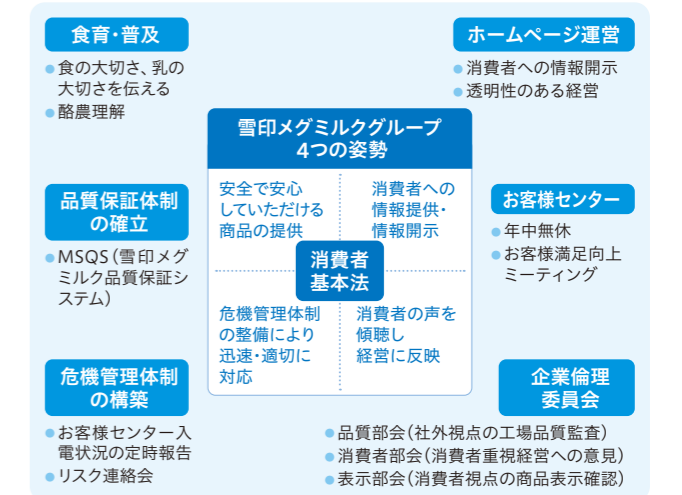 食育・普及
●食の大切さ、乳の
大切さを伝える
●酪農理解
ホームページ運営
●消費者への情報開示
●透明性のある経営
雪印メグミルクグループ
4つの姿勢
安全で安心
していただける
商品の提供
消費者への
情報提供・
情報開示
消費者
基本法
危機管理体制
の整備により
迅速・適切に
対応
消費者の声を
傾聴し
経営に反映
品質保証体制
の確立
●MSQS（雪印メグ
ミルク品質保証シ
ステム）
お客様センター
●年中無休
●お客様満足向上
ミーティング
危機管理体制
の構築
●お客様センター入
電状況の定時報告
●リスク連絡会
企業倫理
委員会
●品質部会（社外視点の工場品質監査）
●消費者部会（消費者重視経営への意見）
●表示部会（消費者視点の商品表示確認）